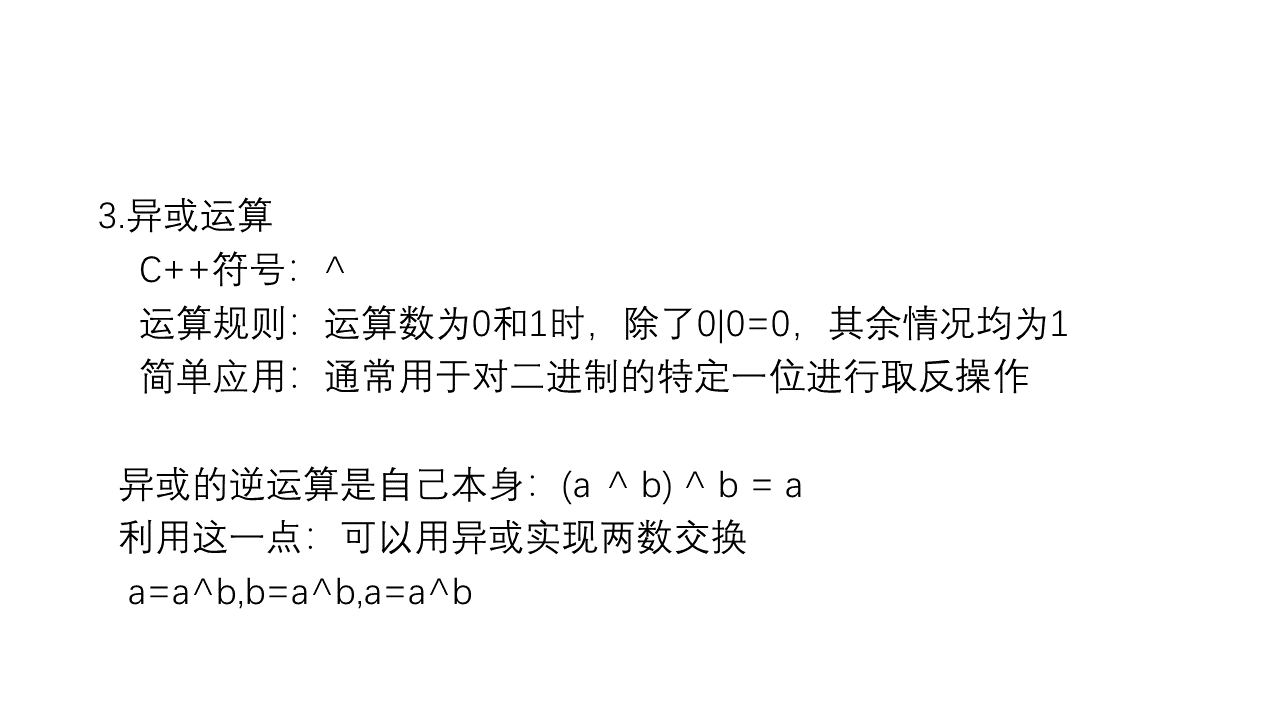 3.异或运算
C++符号：^
运算规则：运算数为0和1时，除了0|0=0，其余情况均为1
简单应用：通常用于对二进制的特定一位进行取反操作
异或的逆运算是自己本身：(a ^ b) ^ b = a
利用这一点：可以用异或实现两数交换
a=a^b,b=a^b,a=a^b